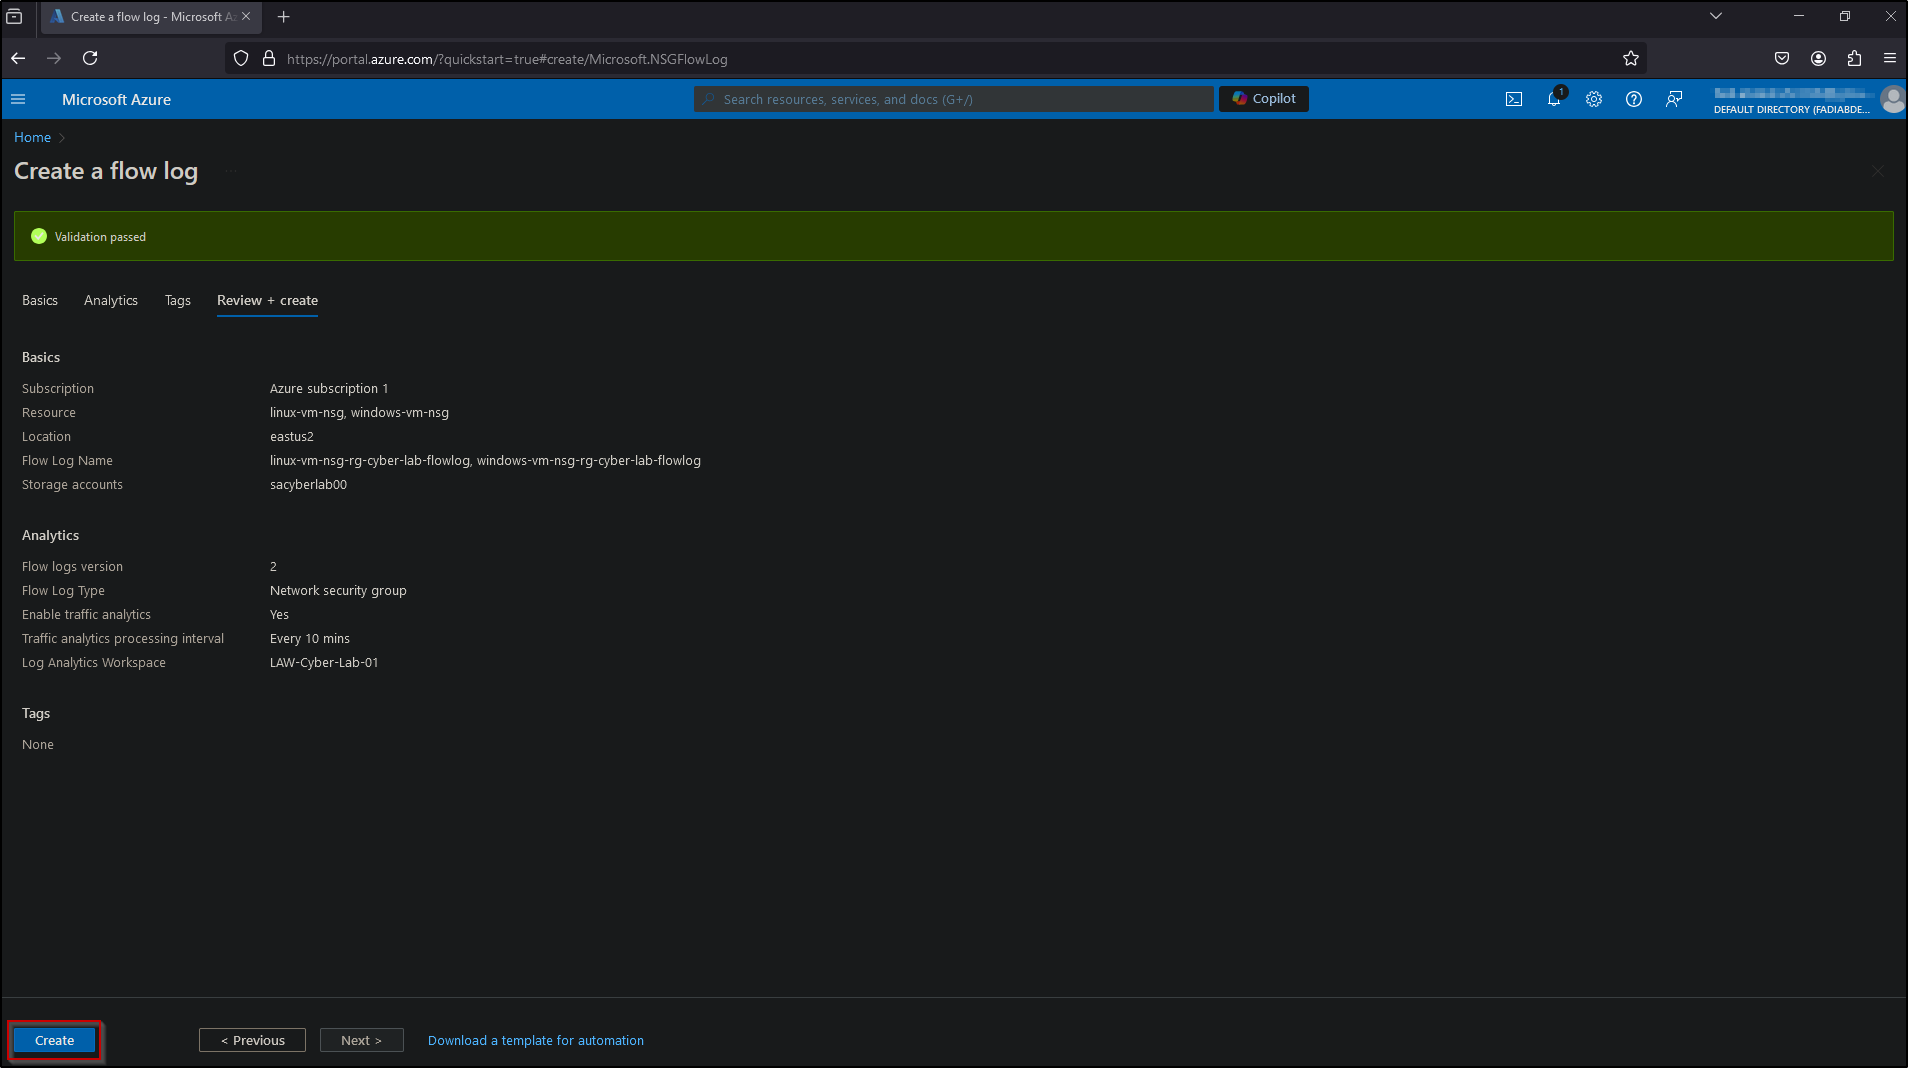 Create a flow log - Microsoft Az
https://portal.azure.com/?quickstart=true#create/Microsoft.NSGFlowLog
Microsoft Azure
Search resources, services, and docs (G+/)
Copilot
1
DEFAULT DIRECTORY (FADIABDE...
Home
Create a flow log
...
Validation passed
Basics
Analytics
Tags
Review + create
Basics
Subscription Azure subscription 1
Resource linux-vm-nsg, windows-vm-nsg
Location eastus2
Flow Log Name linux-vm-nsg-rg-cyber-lab-flowlog, windows-vm-nsg-rg-cyber-lab-flowlog
Storage accounts sacyberlab00
Analytics
Flow logs version 2
Flow Log Type Network security group
Enable traffic analytics Yes
Traffic analytics processing interval Every 10 mins
Log Analytics Workspace LAW-Cyber-Lab-01
Tags
None
Create
< Previous
Next >
Download a template for automation